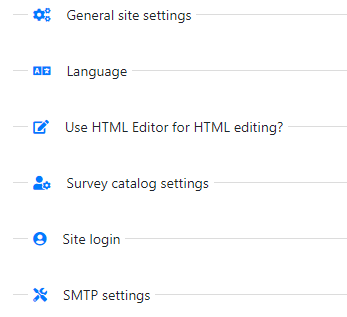 General site settings
Language
Use HTML Editor for HTML editing?
Survey catalog settings
Site login
SMTP settings